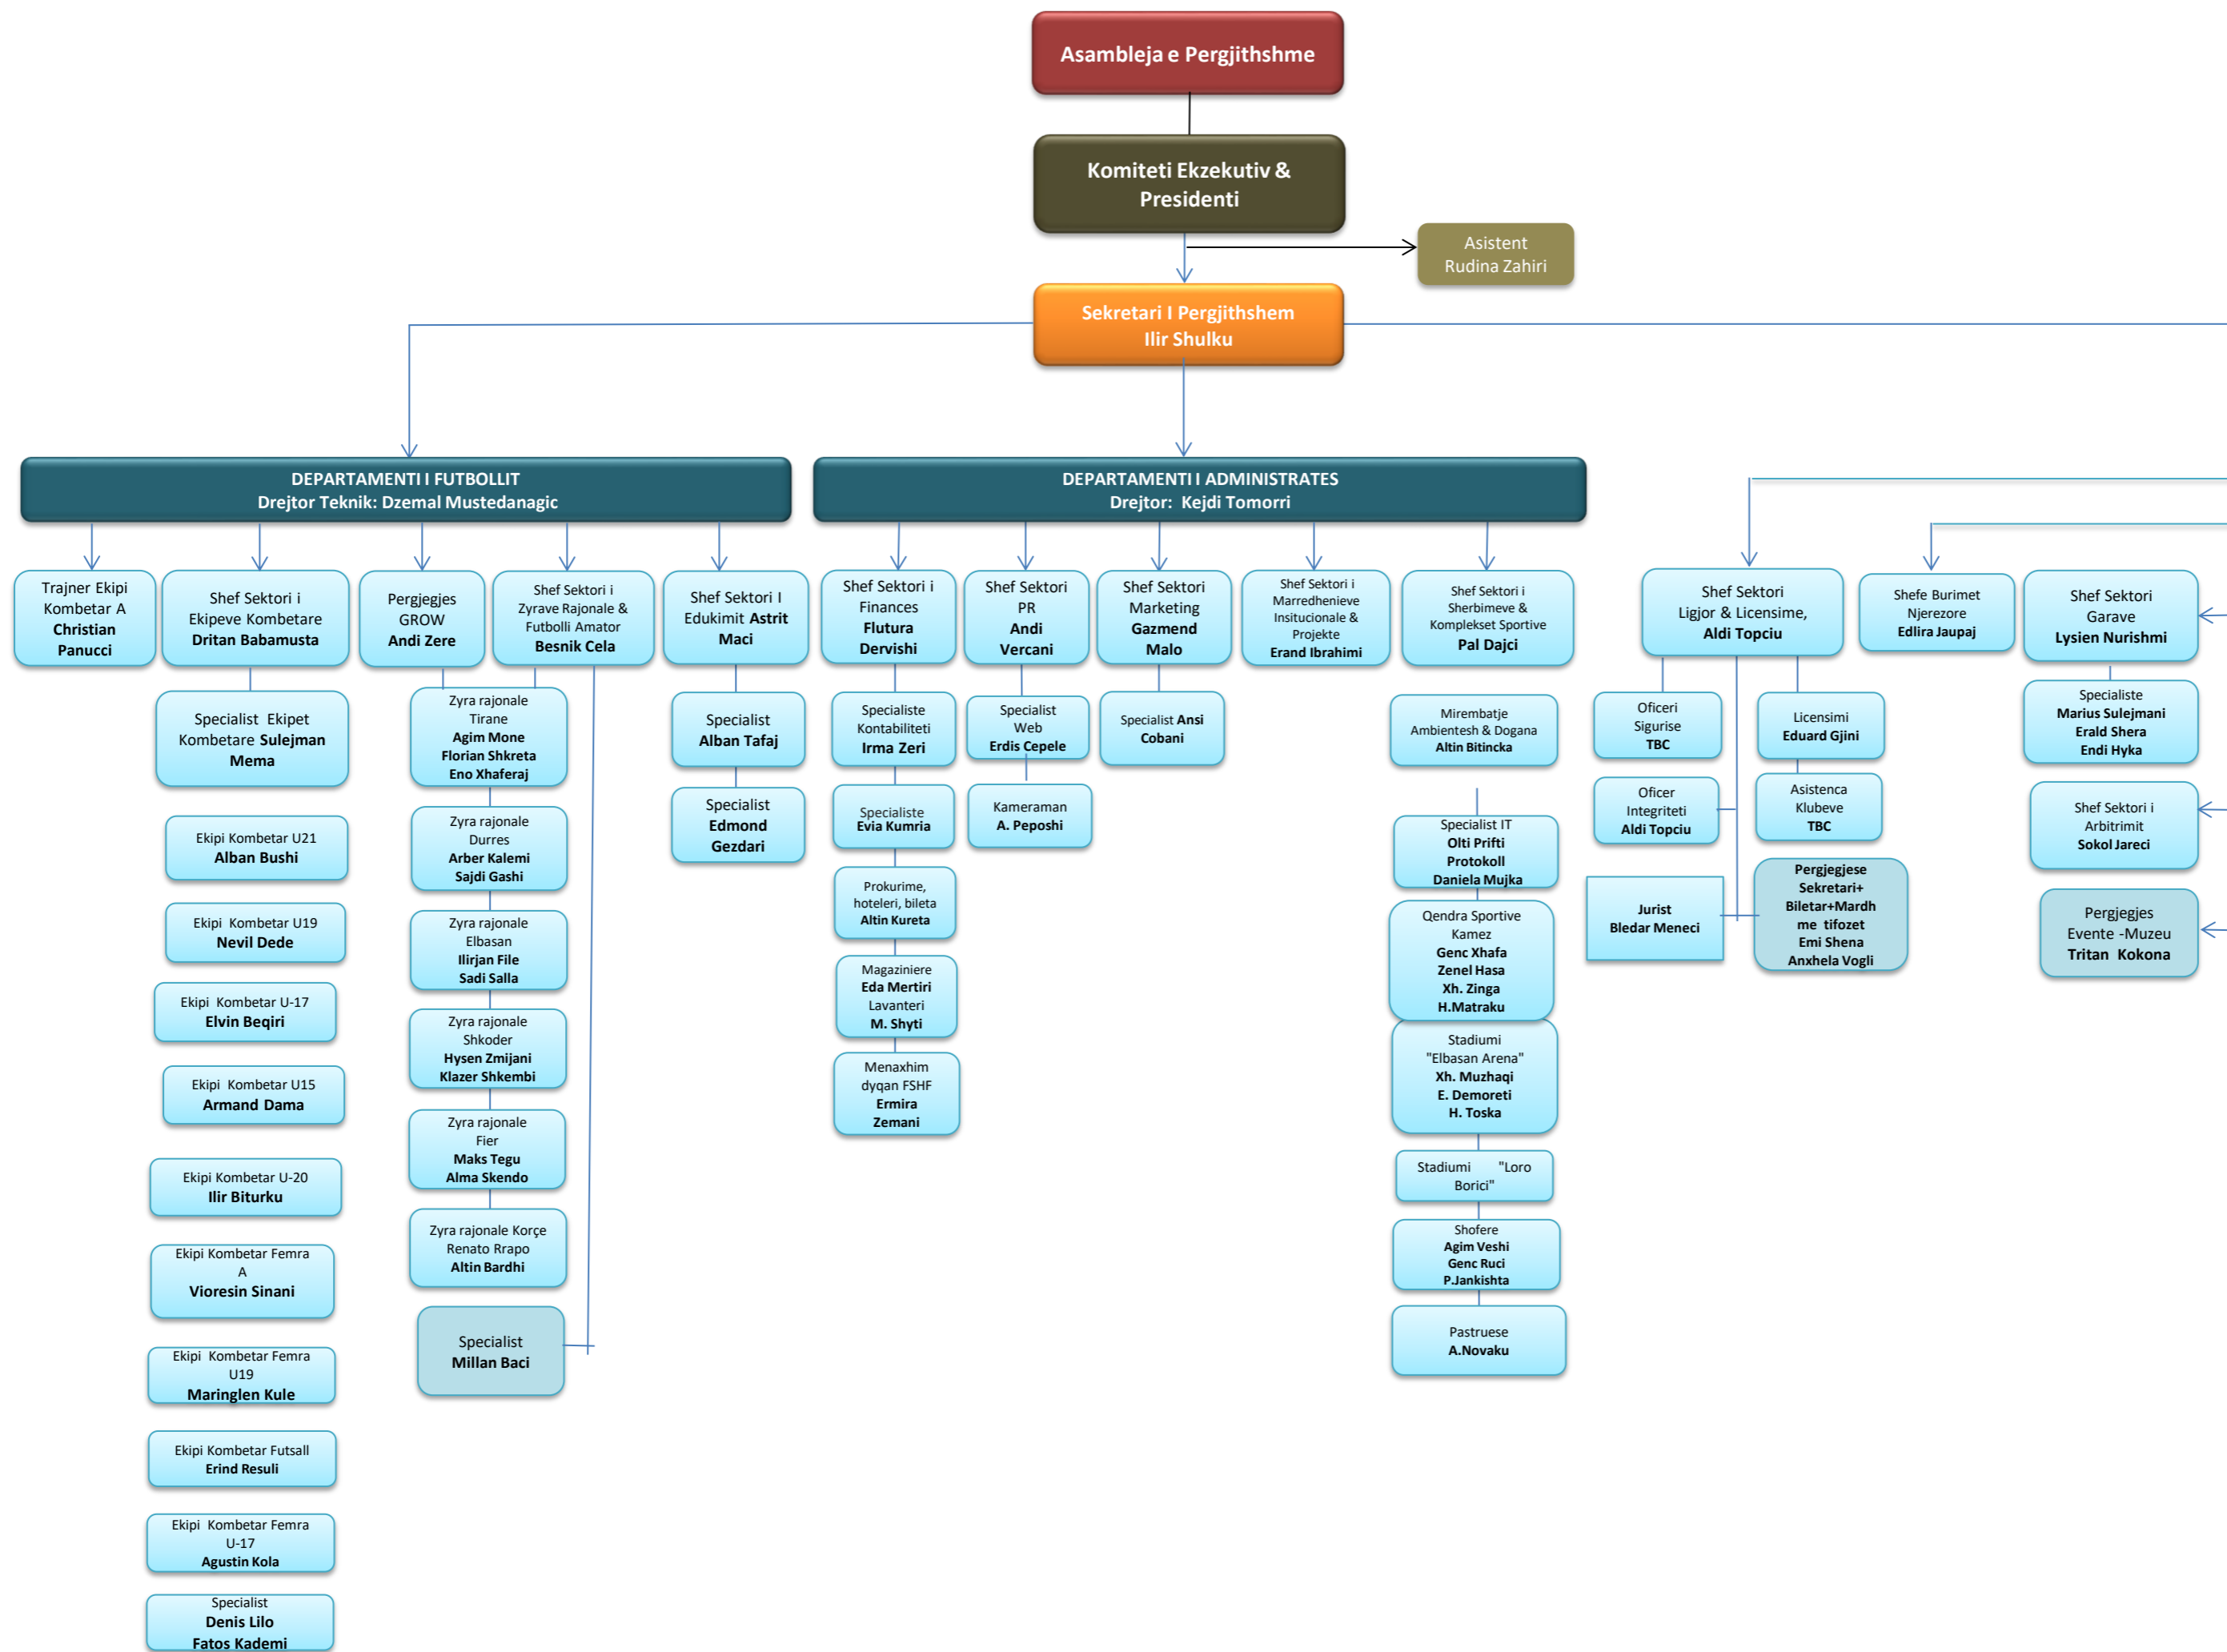 Asambleja e Pergjithshme
Komiteti Ekzekutiv &
Presidenti
Asistent
Rudina Zahiri
Sekretari I Pergjithshem
Ilir Shulku
DEPARTAMENTI I FUTBOLLIT
Drejtor Teknik: Dzemal Mustedanagic
DEPARTAMENTI I ADMINISTRATES
Drejtor: Kejdi Tomorri
Trajner Ekipi
Kombetar A
Christian
Panucci
Shef Sektori i
Ekipeve Kombetare
Dritan Babamusta
Pergjegjes
GROW
Andi Zere
Shef Sektori i
Zyrave Rajonale &
Futbolli Amator
Besnik Cela
Shef Sektori I
Edukimit Astrit
Maci
Shef Sektori i
Finances
Flutura
Dervishi
Shef Sektori
PR
Andi
Vercani
Shef Sektori
Marketing
Gazmend
Malo
Shef Sektori i
Marredhenieve
Insitucionale &
Projekte
Erand Ibrahimi
Shef Sektori i
Sherbimeve &
Komplekset Sportive
Pal Dajci
Shef Sektori
Ligjor & Licensime,
Aldi Topciu
Shefe Burimet
Njerezore
Edlira Jaupaj
Shef Sektori
Garave
Lysien Nurishmi
Specialist Ekipet
Kombetare Sulejman
Mema
Ekipi Kombetar U21
Alban Bushi
Ekipi Kombetar U19
Nevil Dede
Ekipi Kombetar U-17
Elvin Beqiri
Ekipi Kombetar U15
Armand Dama
Ekipi Kombetar U-20
Ilir Biturku
Ekipi Kombetar Femra
A
Vioresin Sinani
Ekipi Kombetar Femra
U19
Maringlen Kule
Ekipi Kombetar Futsall
Erind Resuli
Ekipi Kombetar Femra
U-17
Agustin Kola
Specialist
Denis Lilo
Fatos Kademi
Zyra rajonale
Tirane
Agim Mone
Florian Shkreta
Eno Xhaferaj
Zyra rajonale
Durres
Arber Kalemi
Sajdi Gashi
Zyra rajonale
Elbasan
Ilirjan File
Sadi Salla
Zyra rajonale
Shkoder
Hysen Zmijani
Klazer Shkembi
Zyra rajonale
Fier
Maks Tegu
Alma Skendo
Zyra rajonale Korçe
Renato Rrapo
Altin Bardhi
Specialist
Millan Baci
Specialist
Alban Tafaj
Specialist
Edmond
Gezdari
Specialiste
Kontabiliteti
Irma Zeri
Specialiste
Evia Kumria
Prokurime,
hoteleri, bileta
Altin Kureta
Magaziniere
Eda Mertiri
Lavanteri
M. Shyti
Menaxhim
dyqan FSHF
Ermira
Zemani
Specialist
Web
Erdis Cepele
Kameraman
A. Peposhi
Specialist Ansi
Cobani
Mirembatje
Ambientesh & Dogana
Altin Bitincka
Specialist IT
Olti Prifti
Protokoll
Daniela Mujka
Qendra Sportive
Kamez
Genc Xhafa
Zenel Hasa
Xh. Zinga
H.Matraku
Stadiumi
"Elbasan Arena"
Xh. Muzhaqi
E. Demoreti
H. Toska
Stadiumi "Loro
Borici"
Shofere
Agim Veshi
Genc Ruci
P.Jankishta
Pastruese
A.Novaku
Oficeri
Sigurise
TBC
Oficer
Integriteti
Aldi Topciu
Jurist
Bledar Meneci
Licensimi
Eduard Gjini
Asistenca
Klubeve
TBC
Pergjegjese
Sekretari+
Biletar+Mardh
me tifozet
Emi Shena
Anxhela Vogli
Specialiste
Marius Sulejmani
Erald Shera
Endi Hyka
Shef Sektori i
Arbitrimit
Sokol Jareci
Pergjegjes
Evente -Muzeu
Tritan Kokona